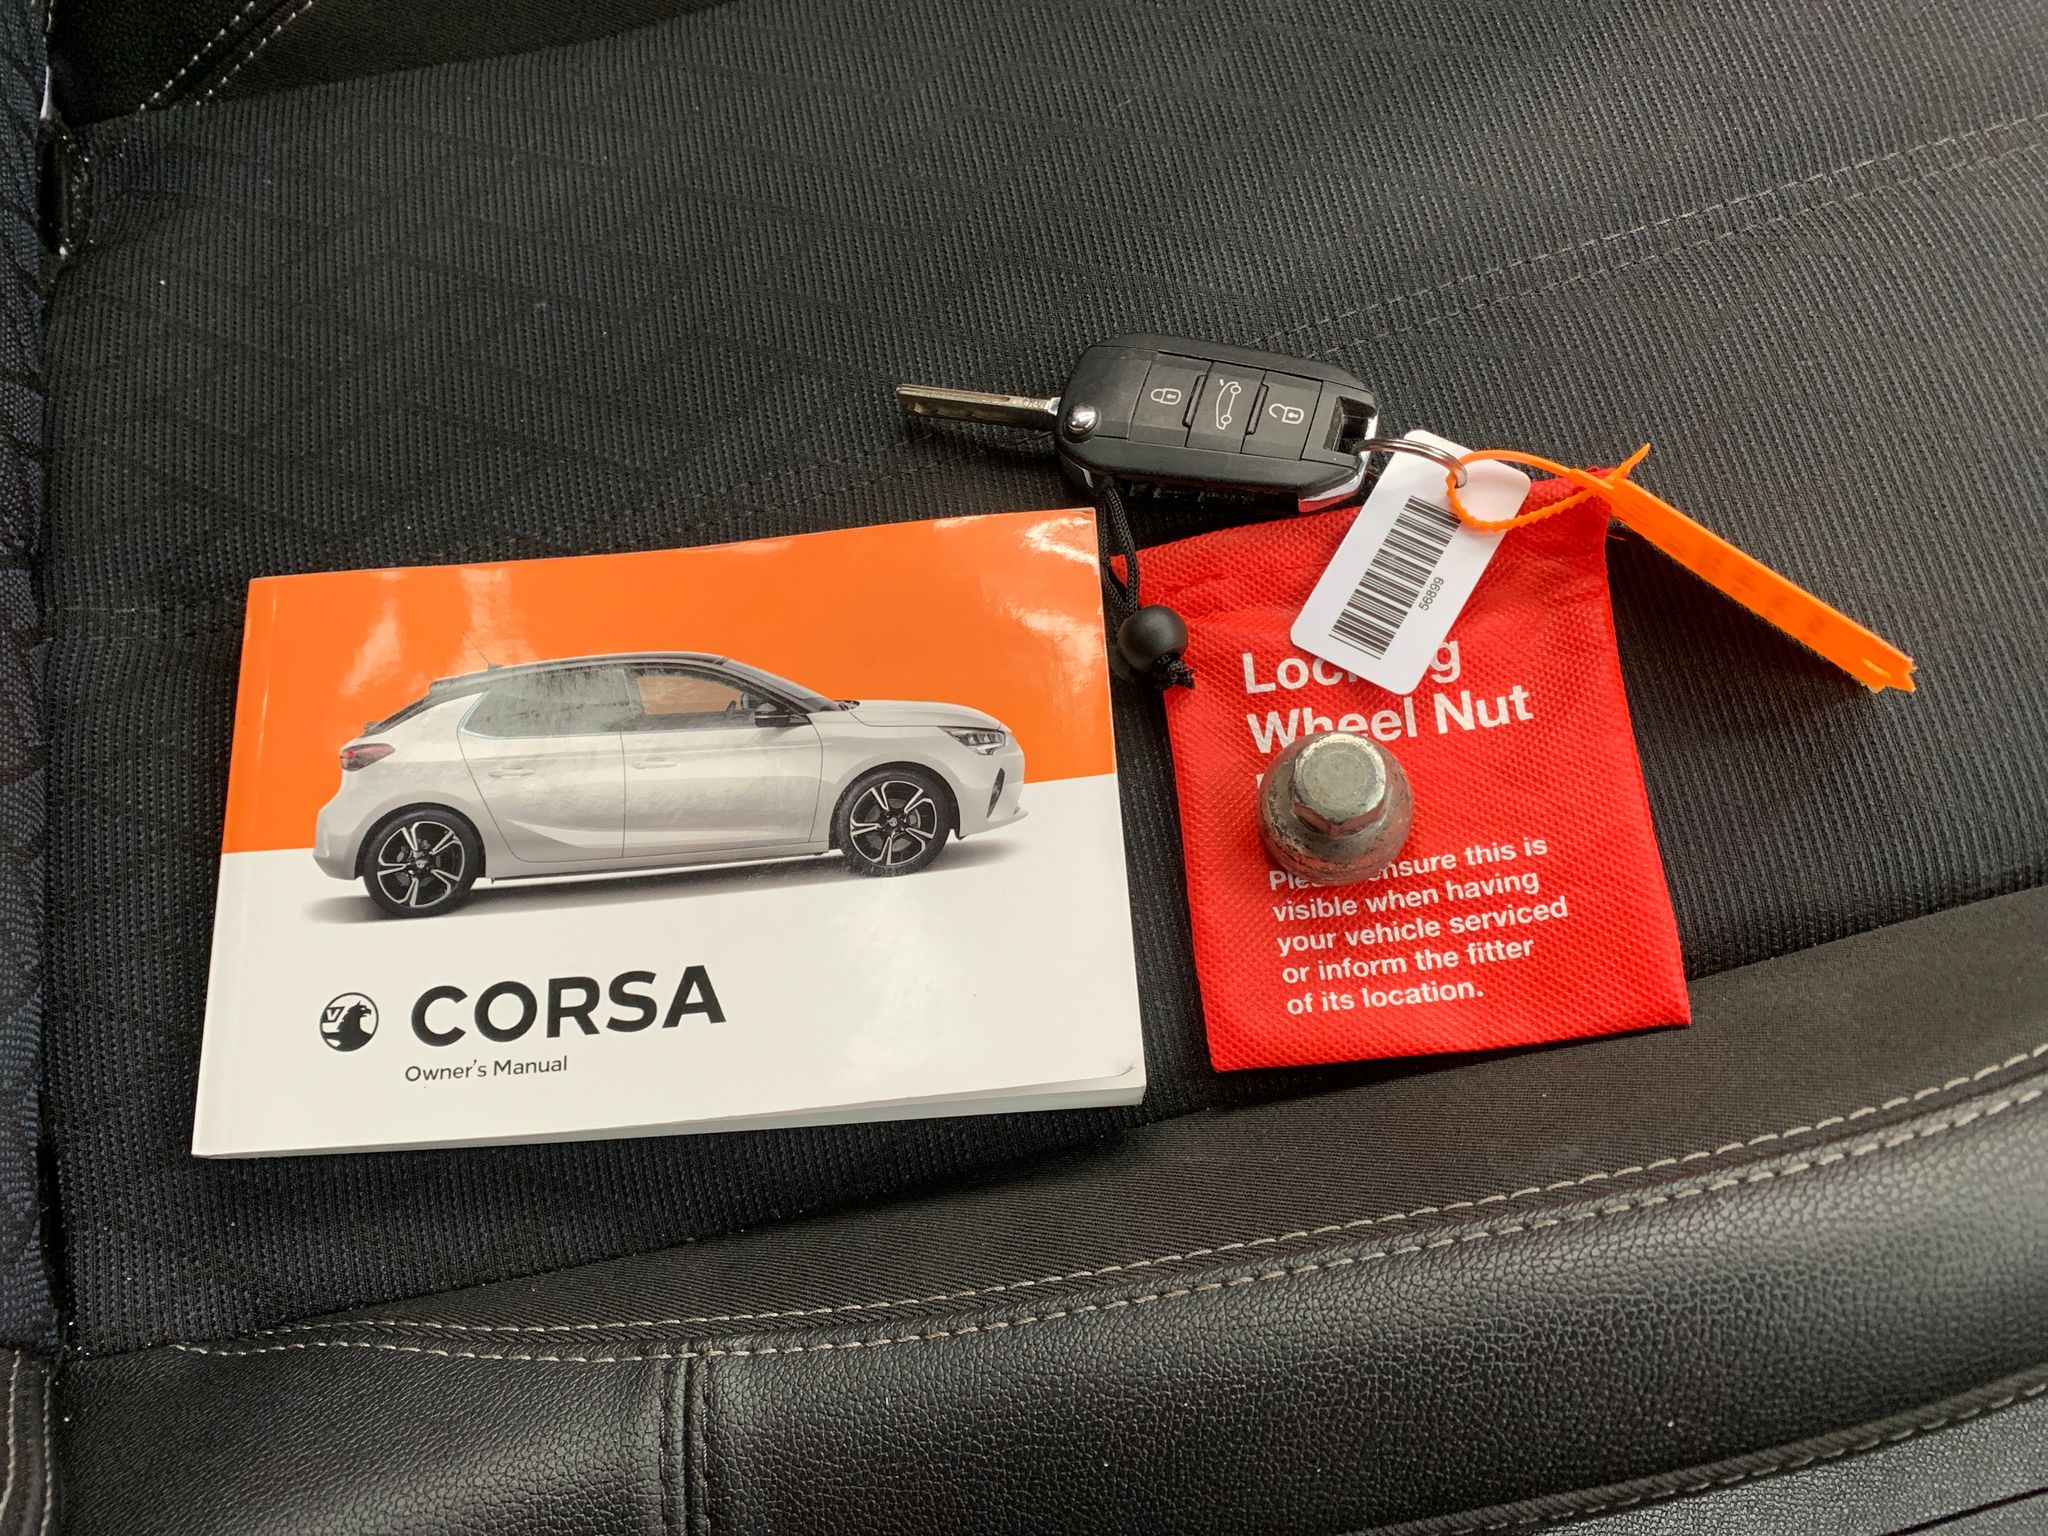 56899
Wheel Nut
ensure this is
visible when having
your vehicle serviced
or inform the fitter
of its location.
CORSA
Owner's Manual